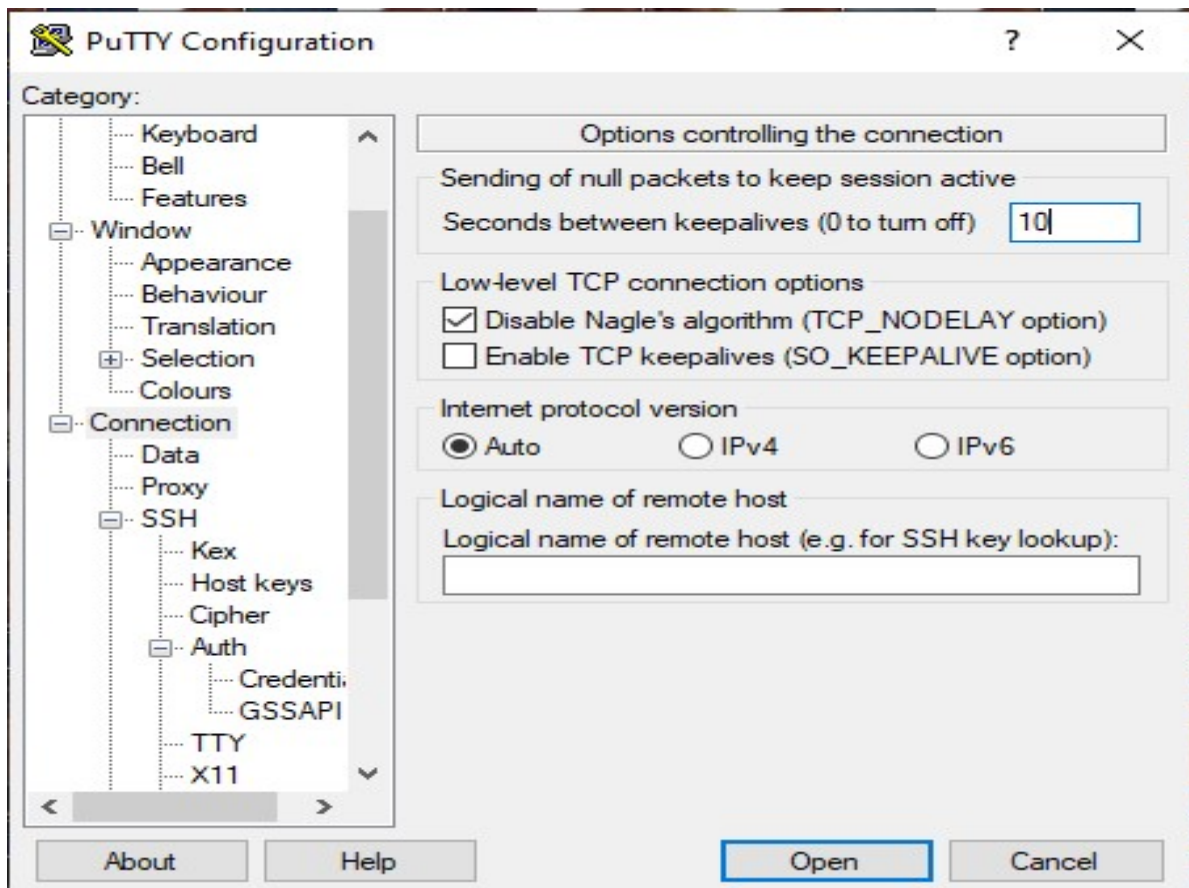 PuTTY Configuration
?
Category:
Keyboard
Bell
Features
Window
Appearance
Behaviour
Translation
Selection
Colours
Connection
Data
Proxy
SSH
Kex
Host keys
Cipher
Auth
Credenti
GSSAPI
TTY
X11
Options controlling the connection
Sending of null packets to keep session active
Seconds between keepalives (0 to turn off) 10
Low-level TCP connection options
Disable Nagle's algorithm (TCP_NODELAY option)
Enable TCP keepalives (SO_KEEPALIVE option)
Internet protocol version
Auto IPv4 IPv6
Logical name of remote host
Logical name of remote host (e.g. for SSH key lookup):
About Help Open Cancel